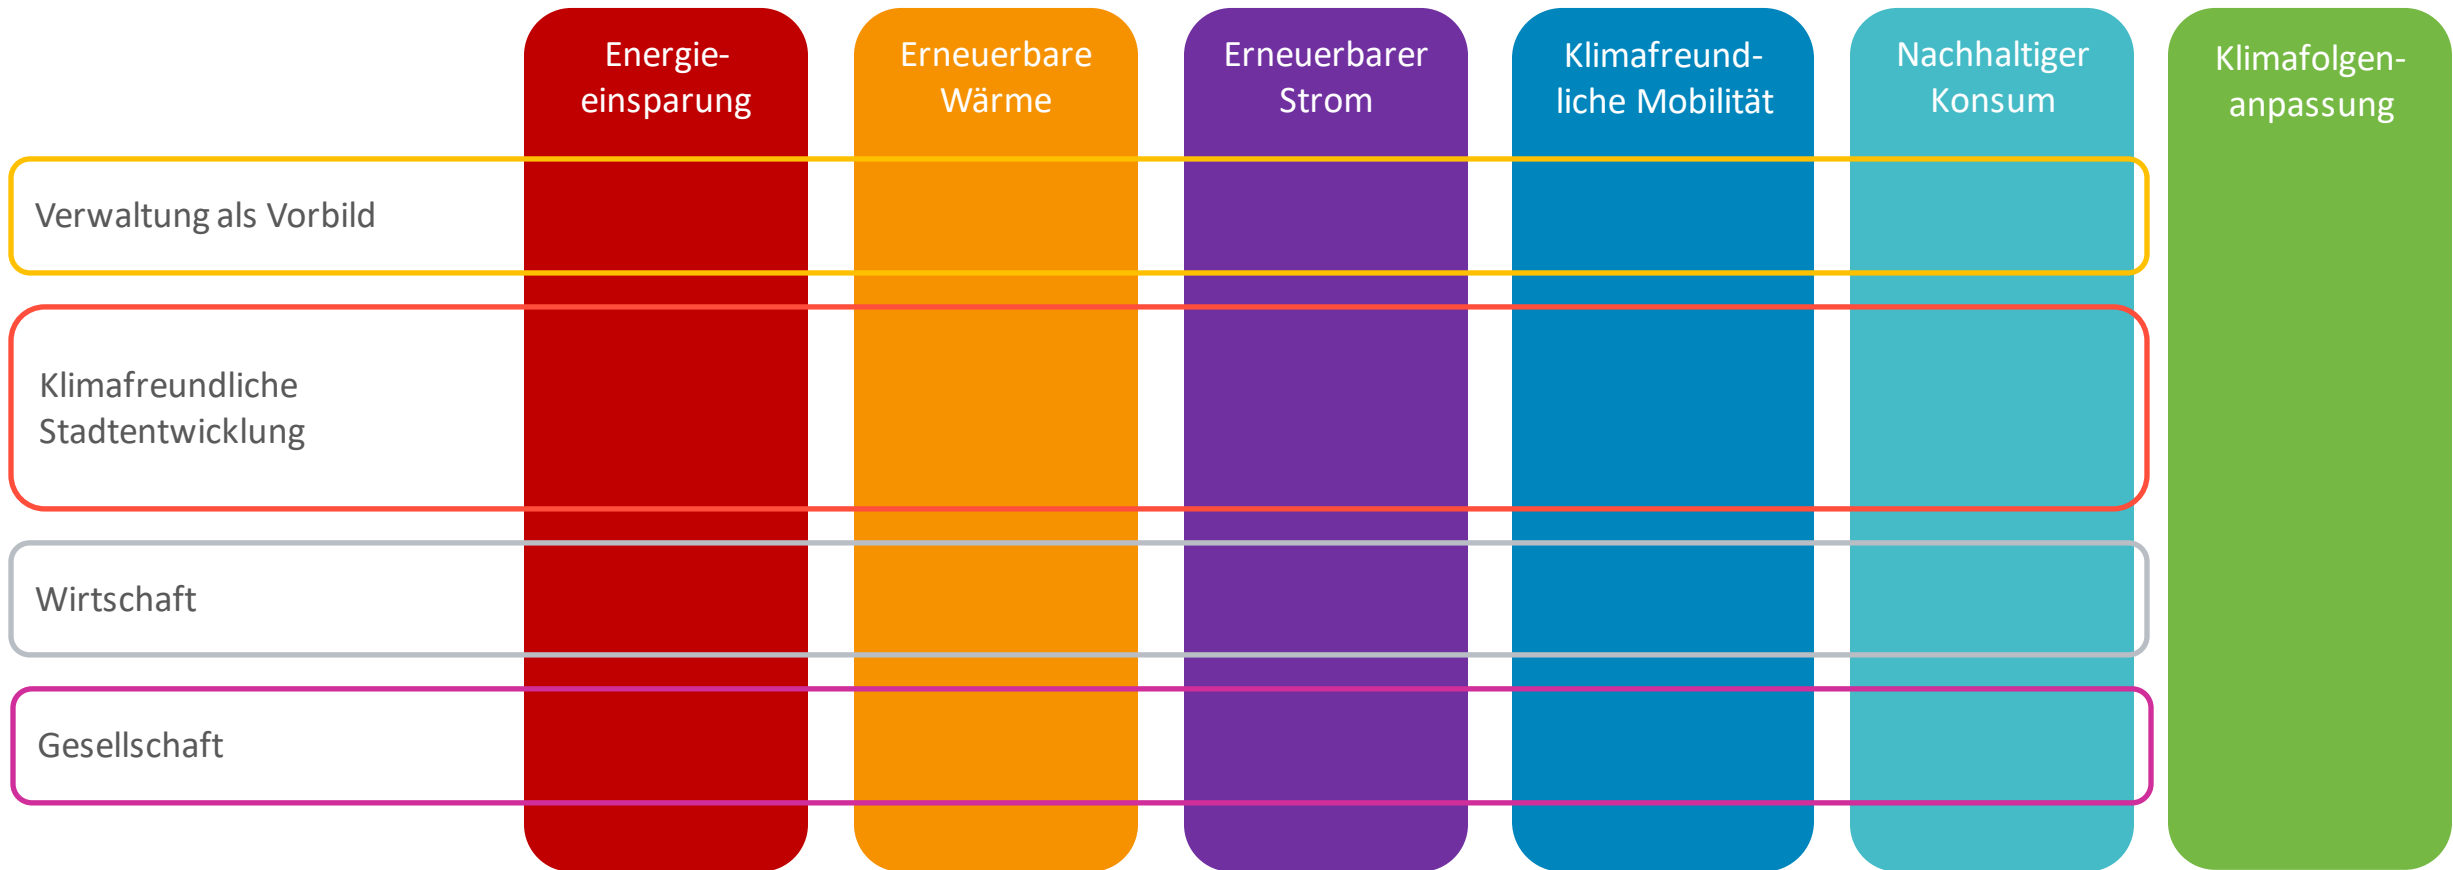 Energie-
einsparung
Erneuerbare
Wärme
Erneuerbarer
Strom
Klimafreund-
liche Mobilität
Nachhaltiger
Konsum
Klimafolgen-
anpassung
Verwaltung als Vorbild
Klimafreundliche
Stadtentwicklung
Wirtschaft
Gesellschaft